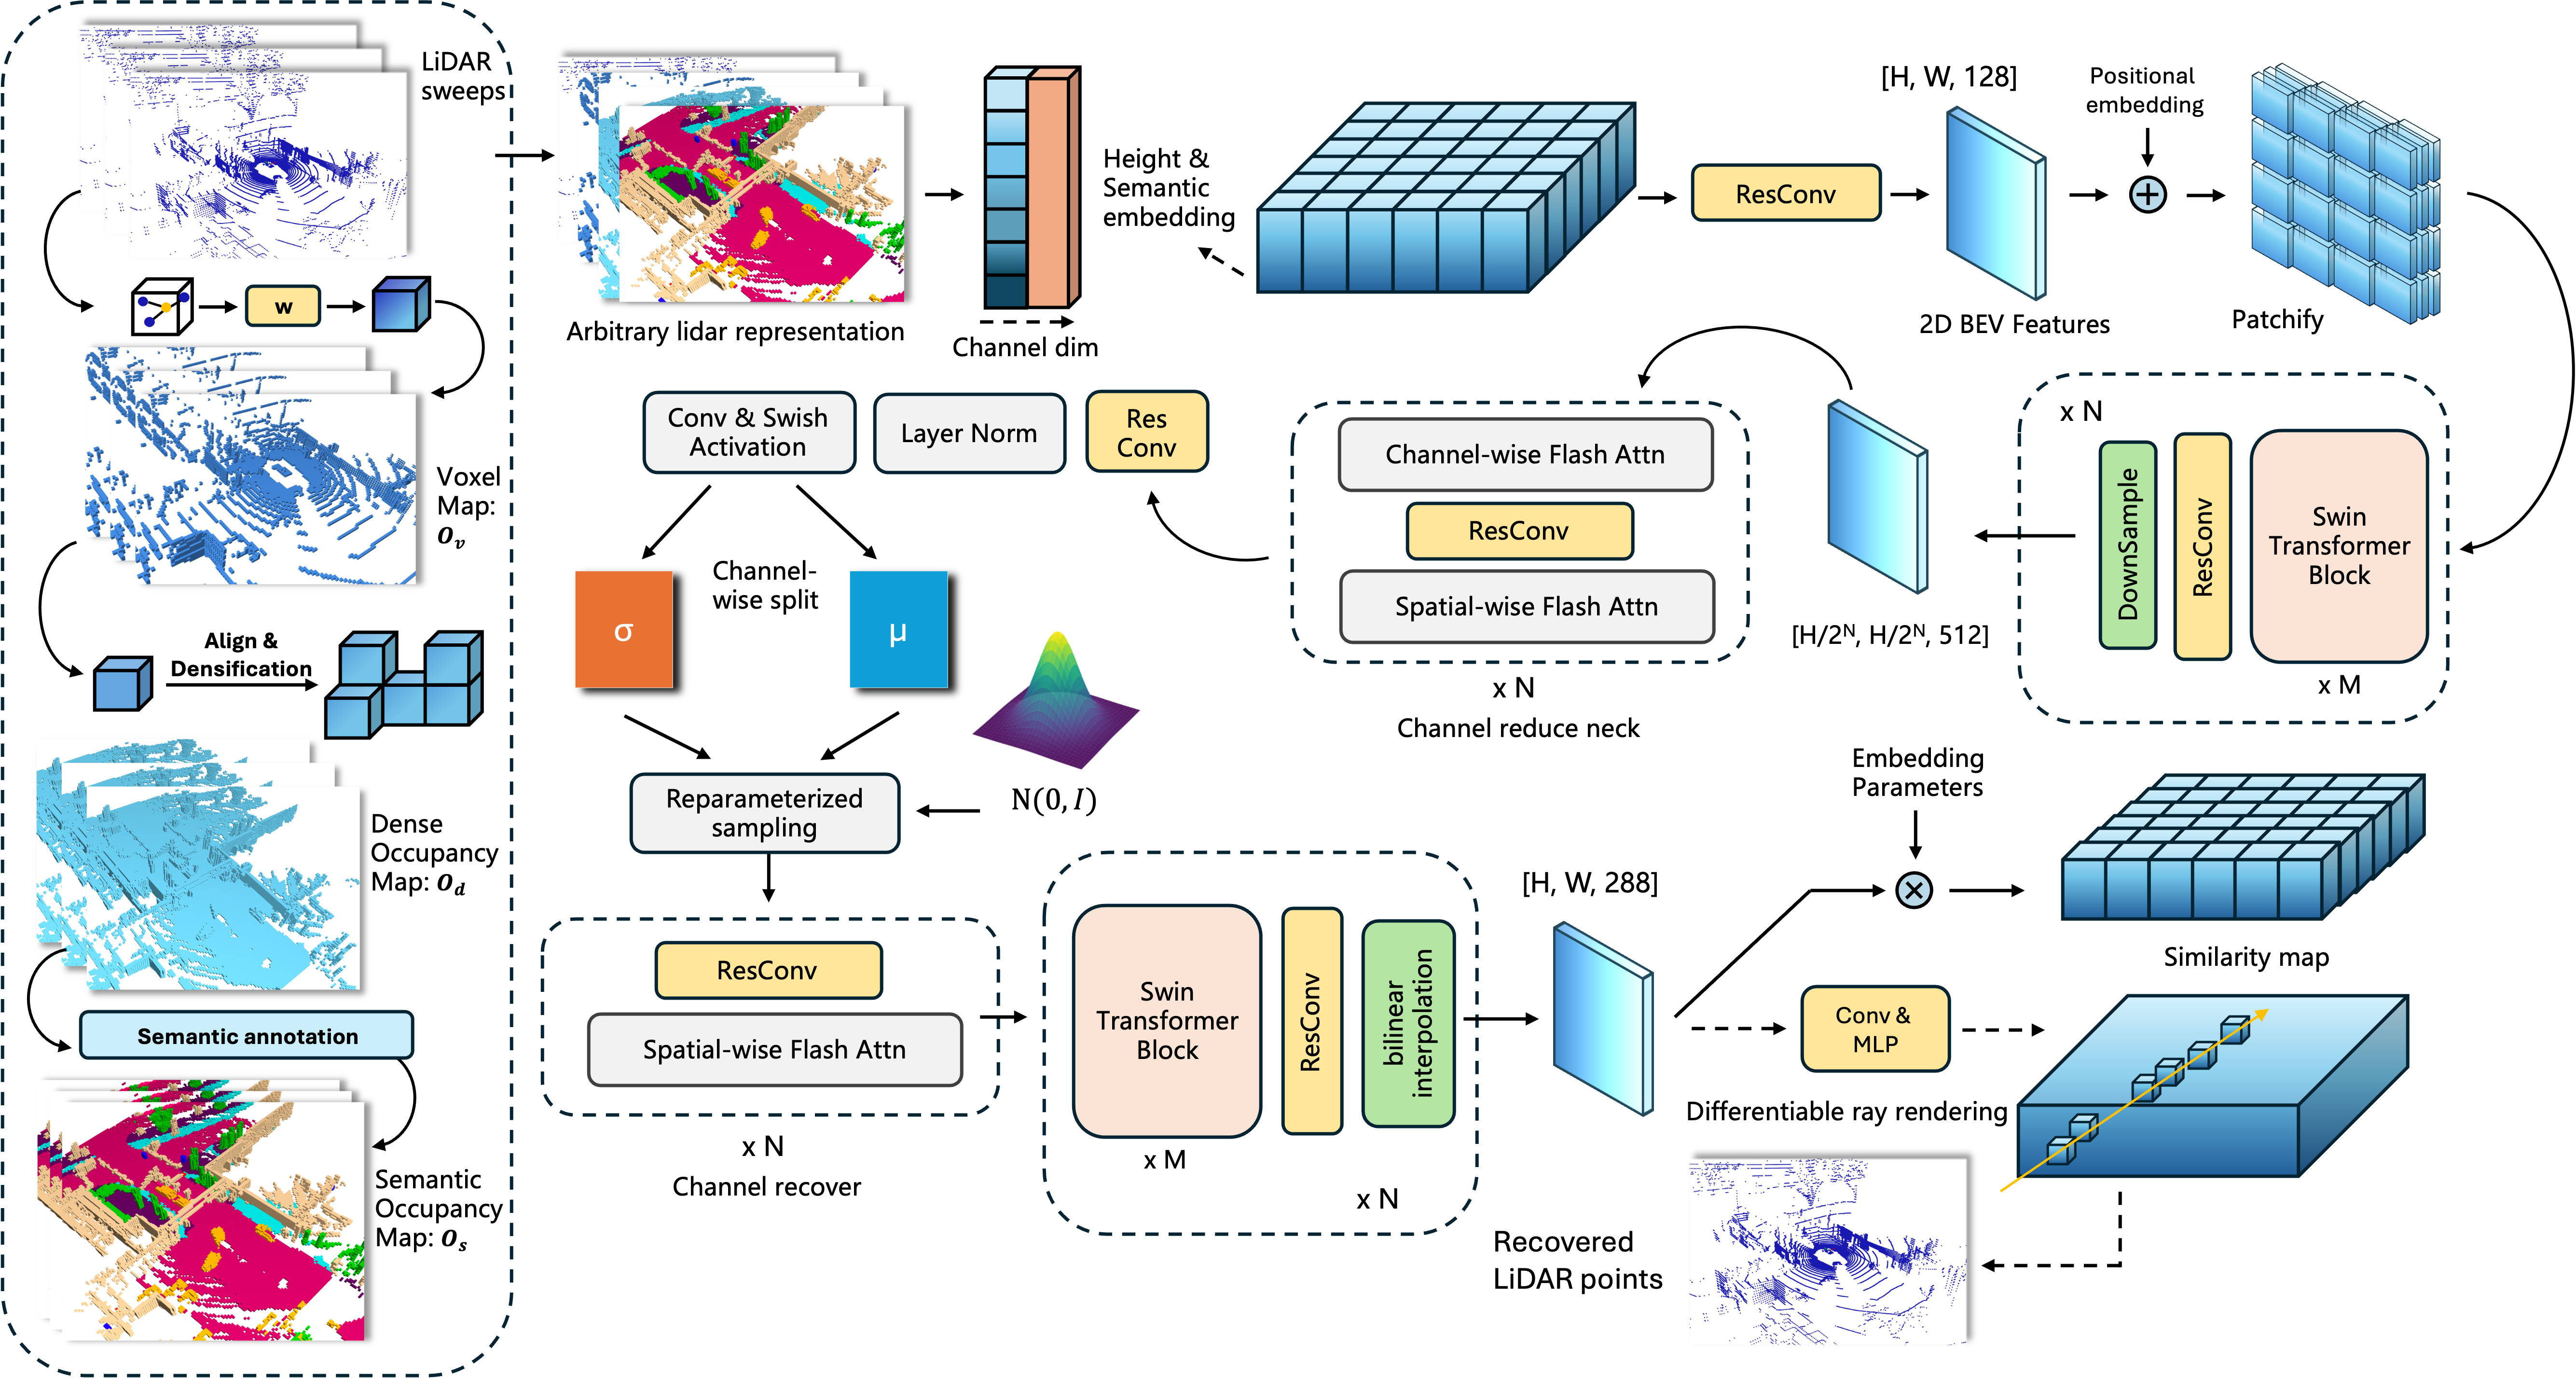 LiDAR
sweeps
w
Voxel
Map:
O_v
Align &
Densification
Dense
Occupancy
Map: O_d
Semantic annotation
Semantic
Occupancy
Map: O_s
Arbitrary lidar representation
Channel dim
Height &
Semantic
embedding
ResConv
[H, W, 128]
2D BEV Features
Positional
embedding
+
Patchify
x N
DownSample
ResConv
Swin
Transformer
Block
x M
[H/2ᴺ, H/2ᴺ, 512]
Channel-wise Flash Attn
ResConv
Spatial-wise Flash Attn
x N
Channel reduce neck
Res
Conv
Layer Norm
Conv & Swish
Activation
Channel-
wise split
σ
μ
Reparameterized
sampling
N(0, I)
ResConv
Spatial-wise Flash Attn
x N
Channel recover
Swin
Transformer
Block
x M
ResConv
bilinear
interpolation
x N
[H, W, 288]
Embedding
Parameters
×
Similarity map
Conv &
MLP
Differentiable ray rendering
Recovered
LiDAR points